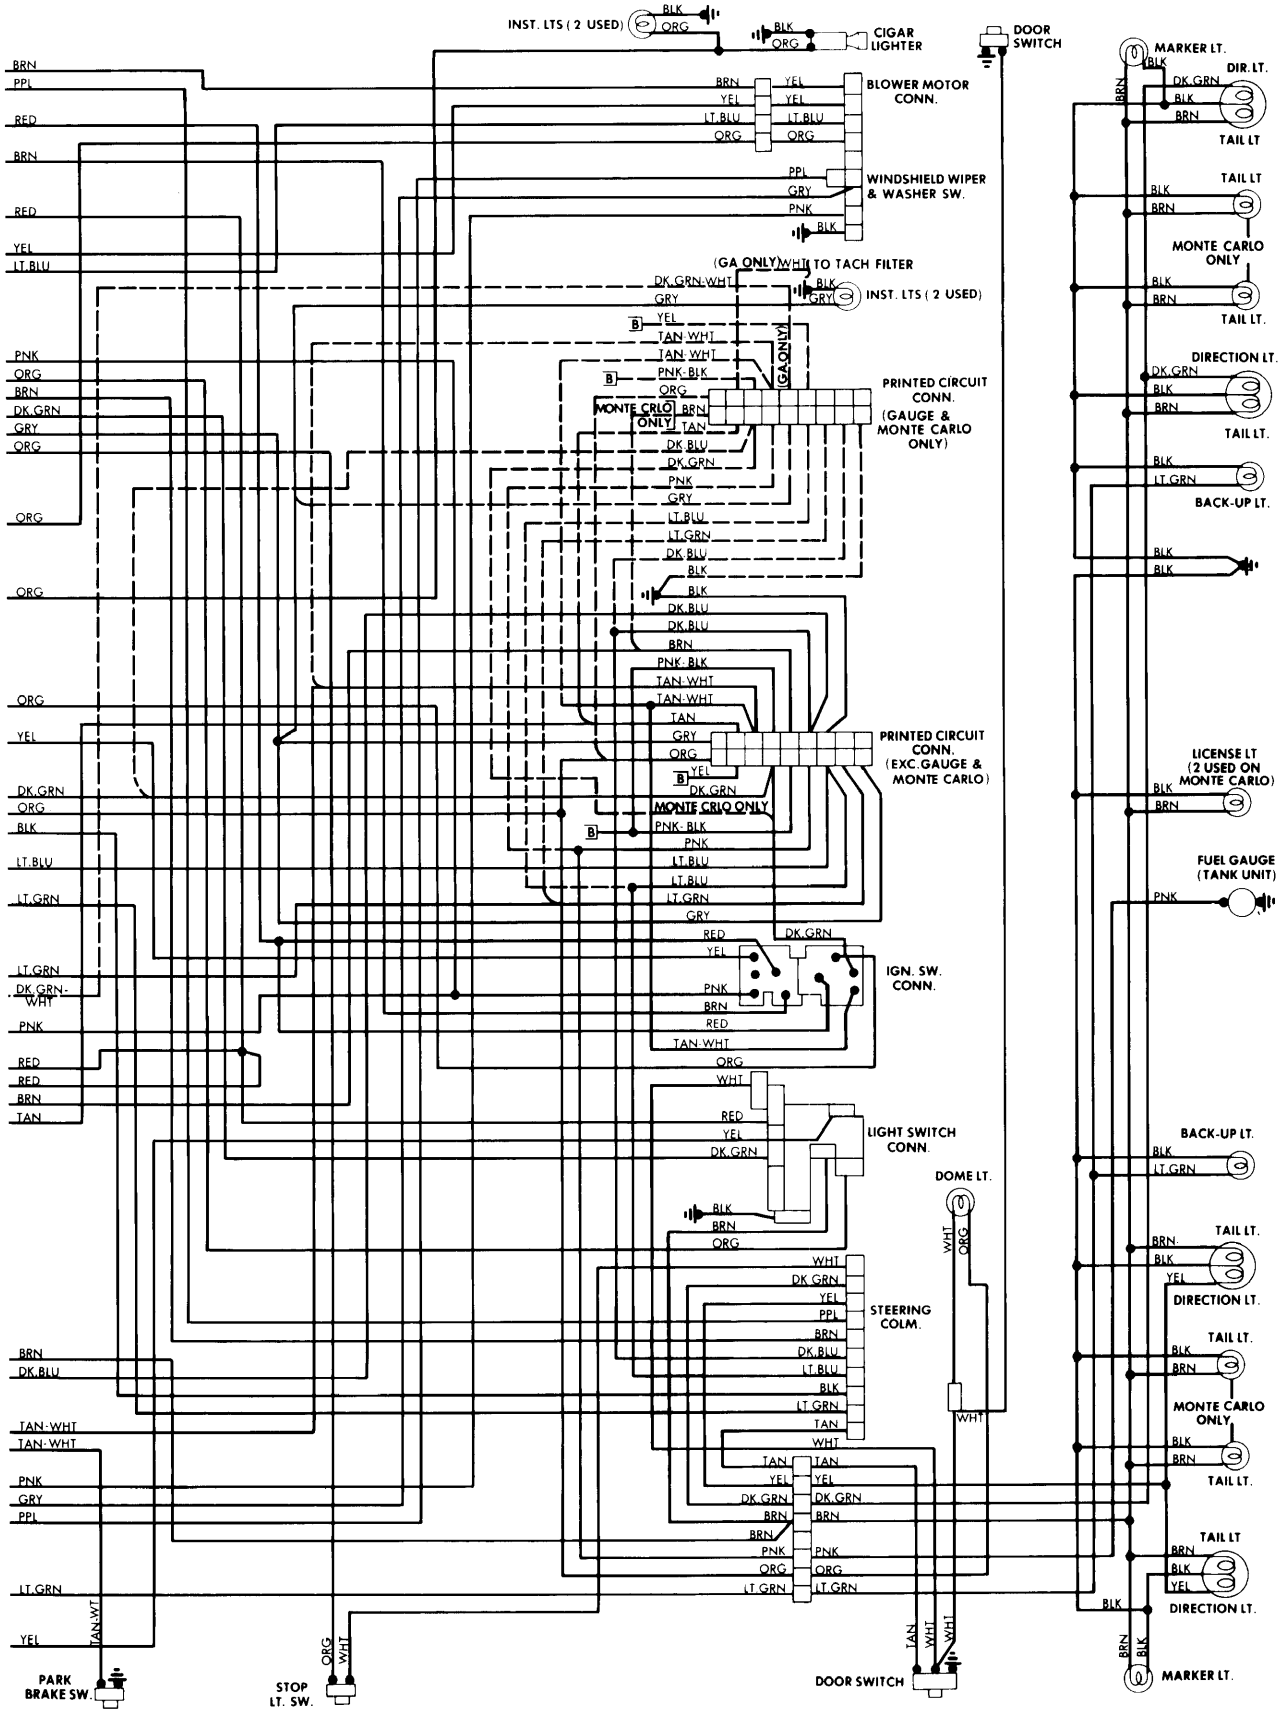 BLK
INST. LTS ( 2 USED)
ORG
BLK
ORG
CIGAR
LIGHTER
DOOR
SWITCH
MARKER LT.
BLK
DIR. LT.
BRN
DK.GRN
BLK
BRN
TAIL LT
BRN
PPL
RED
BRN
RED
YEL
LT.BLU
BRN
YEL
YEL
YEL
LT.BLU
LT.BLU
ORG
ORG
BLOWER MOTOR
CONN.
PPL
GRY
PNK
BLK
WINDSHIELD WIPER
& WASHER SW.
TAIL LT
BLK
BRN
MONTE CARLO
ONLY
BLK
BRN
TAIL LT.
(GA ONLY)
WHT
TO TACH FILTER
DK.GRN-WHT
BLK
GRY
GRY
INST. LTS ( 2 USED)
B
YEL
TAN-WHT
TAN-WHT
(GA ONLY)
B
PNK-BLK
ORG
MONTE CRLO
ONLY
BRN
TAN
DK.BLU
DK.GRN
PNK
GRY
LT.BLU
LT.GRN
DK.BLU
BLK
PRINTED CIRCUIT
CONN.
(GAUGE &
MONTE CARLO
ONLY)
DIRECTION LT.
DK.GRN
BLK
BRN
TAIL LT.
BLK
LT.GRN
BACK-UP LT.
BLK
BLK
PNK
ORG
BRN
DK.GRN
GRY
ORG
ORG
ORG
ORG
YEL
DK.GRN
ORG
BLK
LT.BLU
LT.GRN
LT.GRN
DK.GRN-
WHT
PNK
RED
RED
BRN
TAN
BLK
DK.BLU
DK.BLU
BRN
PNK-BLK
TAN-WHT
TAN-WHT
TAN
GRY
ORG
B
YEL
DK.GRN
MONTE CRLO ONLY
B
PNK-BLK
PNK
LT.BLU
LT.BLU
LT.GRN
GRY
PRINTED CIRCUIT
CONN.
(EXC.GAUGE &
MONTE CARLO)
LICENSE LT
(2 USED ON
MONTE CARLO)
BLK
BRN
FUEL GAUGE
(TANK UNIT)
PNK
RED
DK.GRN
YEL
PNK
BRN
RED
TAN-WHT
ORG
IGN. SW.
CONN.
WHT
RED
YEL
DK.GRN
BLK
BRN
ORG
LIGHT SWITCH
CONN.
DOME LT.
WHT
ORG
BACK-UP LT.
BLK
LT.GRN
TAIL LT.
BRN
BLK
YEL
DIRECTION LT.
WHT
DK GRN
YEL
PPL
BRN
DK.BLU
LT.BLU
BLK
LT GRN
TAN
WHT
STEERING
COLM.
WHT
TAIL LT.
BLK
BRN
MONTE CARLO
ONLY
BLK
BRN
TAIL LT.
BRN
DK.BLU
TAN-WHT
TAN-WHT
PNK
GRY
PPL
LT.GRN
YEL
TAN
TAN
YEL
YEL
DK.GRN
DK.GRN
BRN
BRN
BRN
PNK
PNK
ORG
ORG
LT.GRN
LT.GRN
TAIL LT
BRN
BLK
YEL
DIRECTION LT.
BLK
TAN-WT
PARK
BRAKE SW.
ORG
WHT
STOP
LT. SW.
TAN
WHT
WHT
DOOR SWITCH
BRN
BLK
MARKER LT.